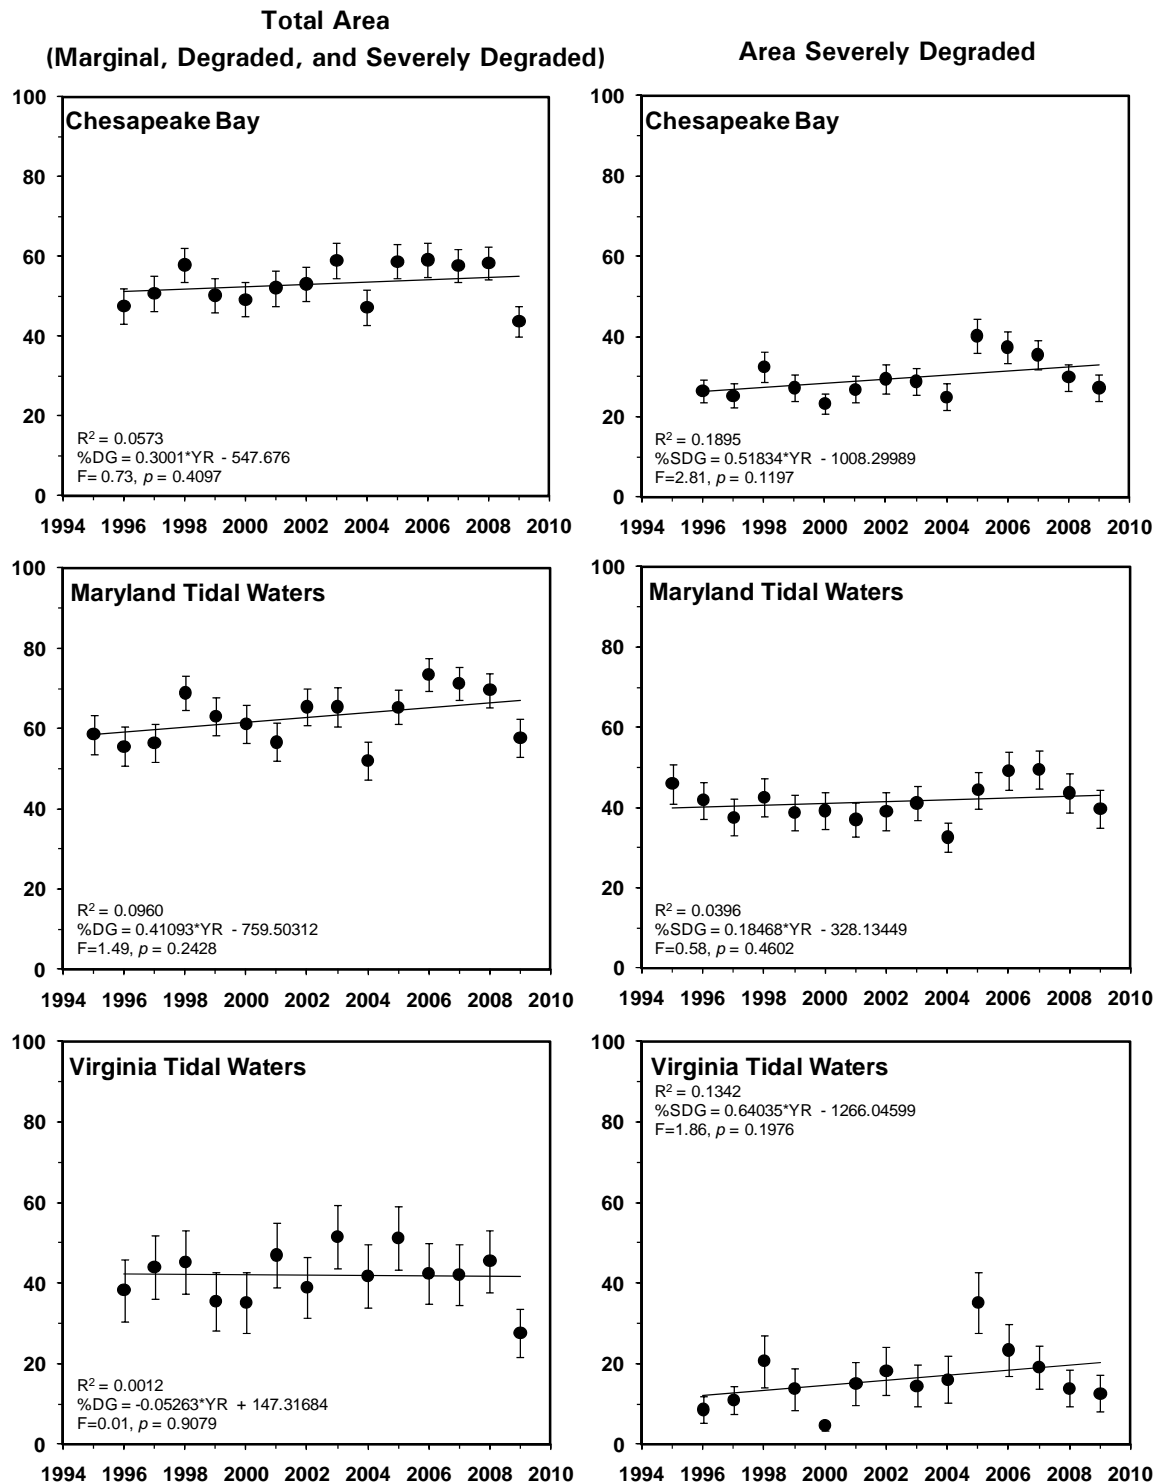 Total Area
(Marginal, Degraded, and Severely Degraded)
Area Severely Degraded
100
80
60
40
20
0
Chesapeake Bay
R² = 0.0573
%DG = 0.3001*YR - 547.676
F= 0.73, p = 0.4097
1994 1996 1998 2000 2002 2004 2006 2008 2010
100
80
60
40
20
0
Chesapeake Bay
R² = 0.1895
%SDG = 0.51834*YR - 1008.29989
F=2.81, p = 0.1197
1994 1996 1998 2000 2002 2004 2006 2008 2010
100
80
60
40
20
0
Maryland Tidal Waters
R² = 0.0960
%DG = 0.41093*YR - 759.50312
F=1.49, p = 0.2428
1994 1996 1998 2000 2002 2004 2006 2008 2010
100
80
60
40
20
0
Maryland Tidal Waters
R² = 0.0396
%SDG = 0.18468*YR - 328.13449
F=0.58, p = 0.4602
1994 1996 1998 2000 2002 2004 2006 2008 2010
100
80
60
40
20
0
Virginia Tidal Waters
R² = 0.0012
%DG = -0.05263*YR + 147.31684
F=0.01, p = 0.9079
1994 1996 1998 2000 2002 2004 2006 2008 2010
100
80
60
40
20
0
Virginia Tidal Waters
R² = 0.1342
%SDG = 0.64035*YR - 1266.04599
F=1.86, p = 0.1976
1994 1996 1998 2000 2002 2004 2006 2008 2010